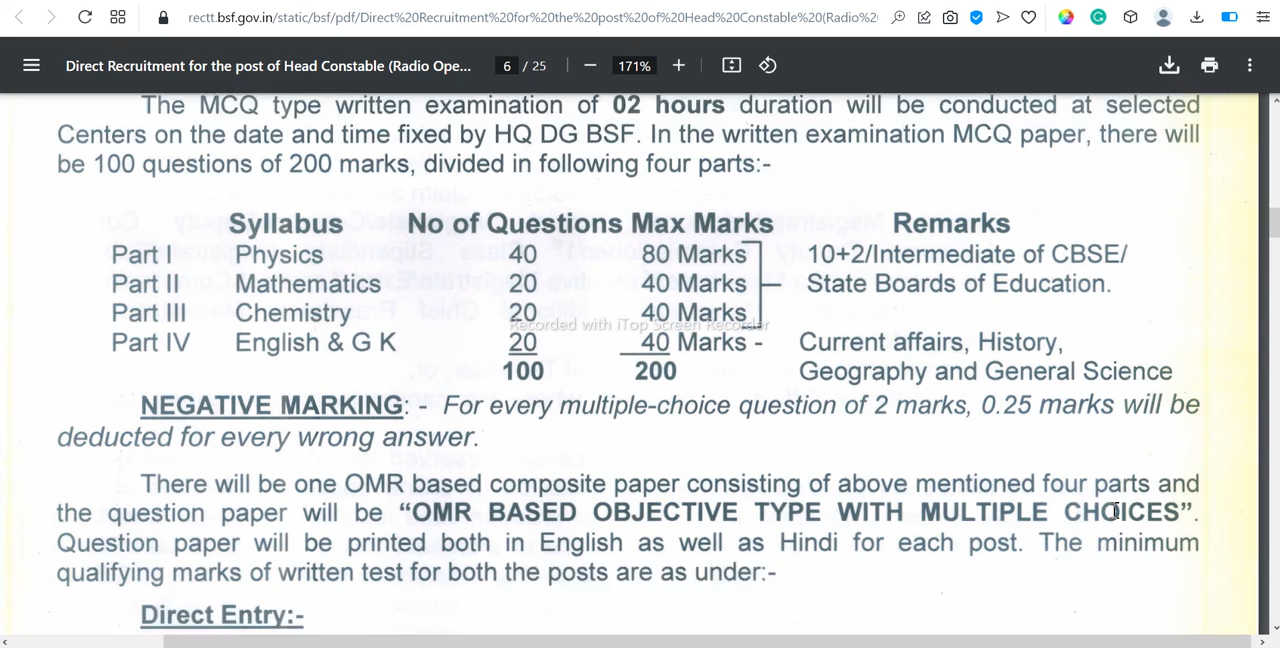 rectt.bsf.gov.in/static/bsf/pdf/Direct%20Recruitment%20for%20the%20post%20of%20Head%20Constable%20(Radio%20
Direct Recruitment for the post of Head Constable (Radio Ope... 6 / 25 171%
The MCQ type written examination of 02 hours duration will be conducted at selected
Centers on the date and time fixed by HQ DG BSF. In the written examination MCQ paper, there will
be 100 questions of 200 marks, divided in following four parts:-
Syllabus No of Questions Max Marks Remarks
Part I Physics 40 80 Marks 10+2/Intermediate of CBSE/
Part II Mathematics 20 40 Marks State Boards of Education.
Part III Chemistry 20 40 Marks
Recorded with iTop Screen Recorder
Part IV English & G K 20 40 Marks - Current affairs, History,
100 200 Geography and General Science
NEGATIVE MARKING: - For every multiple-choice question of 2 marks, 0.25 marks will be
deducted for every wrong answer.
There will be one OMR based composite paper consisting of above mentioned four parts and
the question paper will be “OMR BASED OBJECTIVE TYPE WITH MULTIPLE CHOICES”.
Question paper will be printed both in English as well as Hindi for each post. The minimum
qualifying marks of written test for both the posts are as under:-
Direct Entry:-